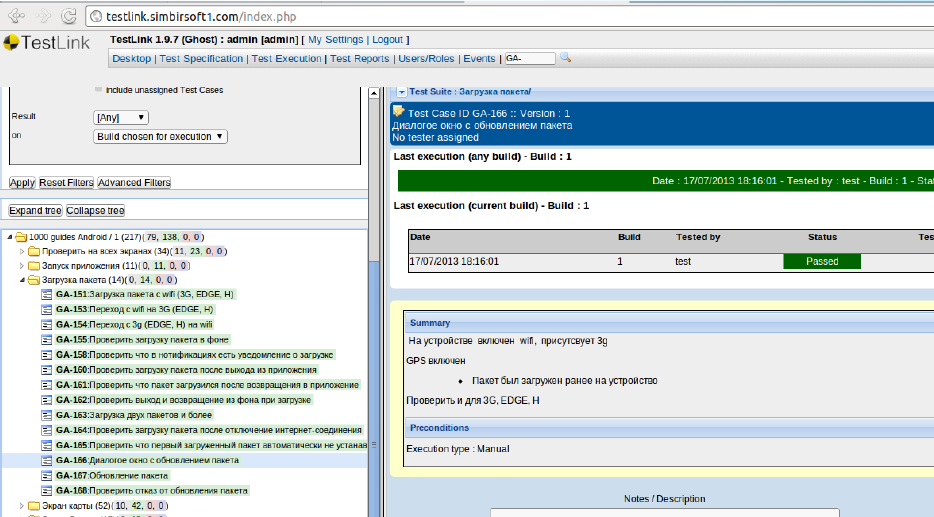 testlink.simbirsoft1.com/index.php
TestLink
TestLink 1.9.7 (Ghost) : admin [admin] [ My Settings | Logout ]
Desktop | Test Specification | Test Execution | Test Reports | Users/Roles | Events | GA-
Include unassigned Test Cases
Result [Any]
on Build chosen for execution
Apply Reset Filters Advanced Filters
Expand tree Collapse tree
1000 guides Android / 1 (217)( 79, 138, 0, 0 )
Проверить на всех экранах (34)( 11, 23, 0, 0 )
Запуск приложения (11)( 0, 11, 0, 0 )
Загрузка пакета (14)( 0, 14, 0, 0 )
GA-151:Загрузка пакета с wifi (3G, EDGE, H)
GA-153:Переход с wifi на 3G (EDGE, H)
GA-154:Переход с 3g (EDGE, H) на wifi
GA-155:Проверить загрузку пакета в фоне
GA-158:Проверить что в нотификациях есть уведомление о загрузке
GA-160:Проверить загрузку пакета после выхода из приложения
GA-161:Проверить что пакет загрузился после возвращения в приложение
GA-162:Проверить выход и возвращение из фона при загрузке
GA-163:Загрузка двух пакетов и более
GA-164:Проверить загрузку пакета после отключение интернет-соединения
GA-165:Проверить что первый загруженный пакет автоматически не устанав
GA-166:Диалогое окно с обновлением пакета
GA-167:Обновление пакета
GA-168:Проверить отказ от обновления пакета
Экран карты (52)( 10, 42, 0, 0 )
Test Suite : Загрузка пакета/
Test Case ID GA-166 :: Version : 1
Диалогое окно с обновлением пакета
No tester assigned
Last execution (any build) - Build : 1
Date : 17/07/2013 18:16:01 - Tested by : test - Build : 1 - Stat
Last execution (current build) - Build : 1
Date Build Tested by Status Tes
17/07/2013 18:16:01 1 test Passed
Summary
На устройстве включен wifi, присутсвует 3g
GPS включен
• Пакет был загружен ранее на устройство
Проверить и для 3G, EDGE, H
Preconditions
Execution type : Manual
Notes / Description